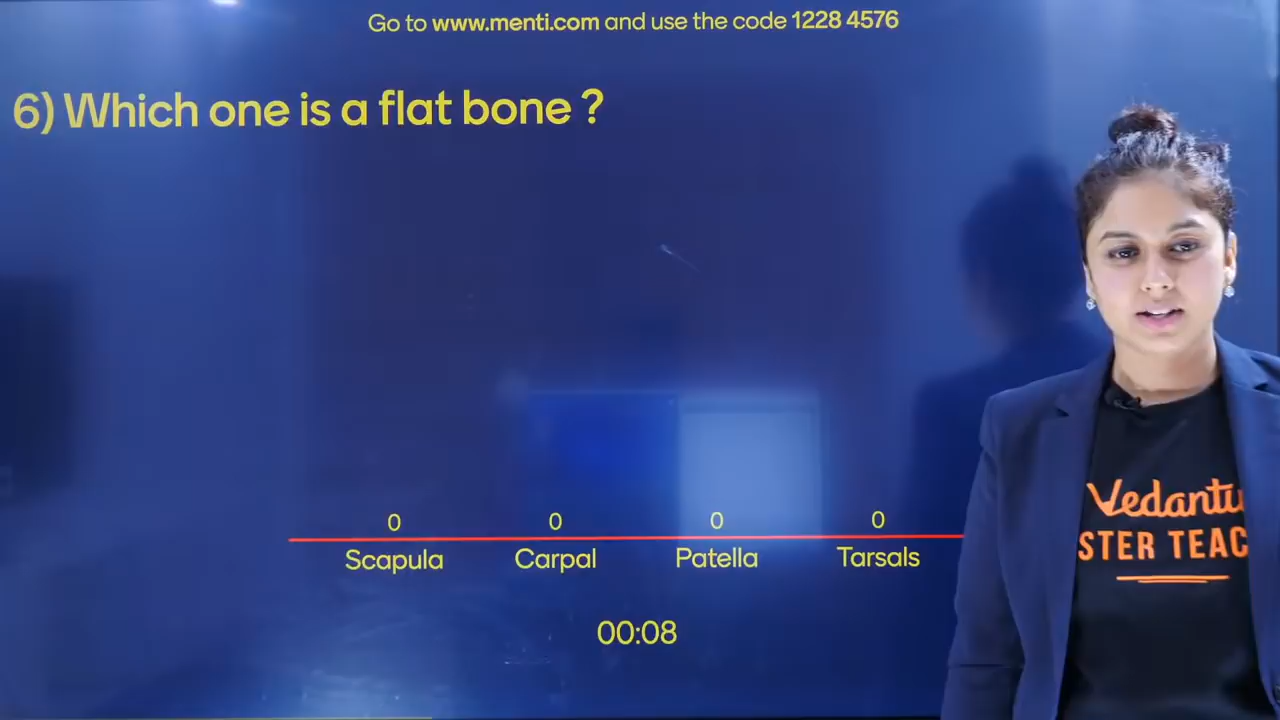 Go to www.menti.com and use the code 1228 4576
6) Which one is a flat bone ?
0 0 0 0
Scapula Carpal Patella Tarsals
00:08
Vedantu
STER TEAC